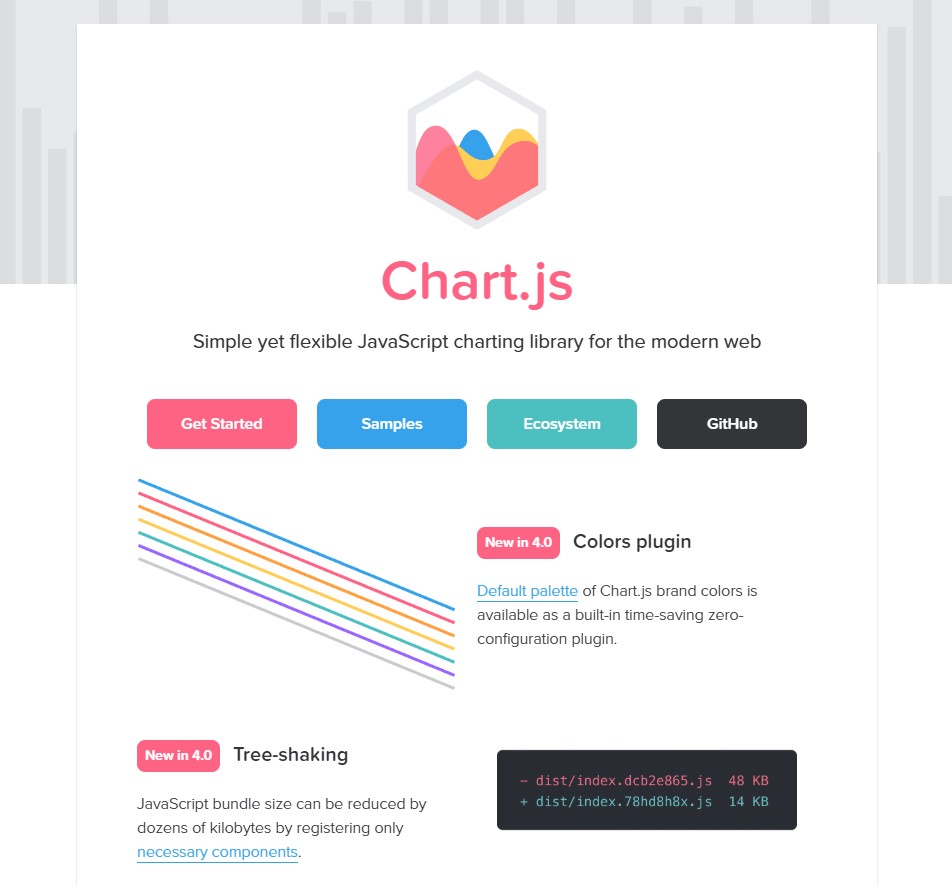 Chart.js
Simple yet flexible JavaScript charting library for the modern web
Get Started
Samples
Ecosystem
GitHub
New in 4.0
Colors plugin
Default palette of Chart.js brand colors is
available as a built-in time-saving zero-
configuration plugin.
New in 4.0
Tree-shaking
JavaScript bundle size can be reduced by
dozens of kilobytes by registering only
necessary components.
− dist/index.dcb2e865.js 48 KB
+ dist/index.78hd8h8x.js 14 KB